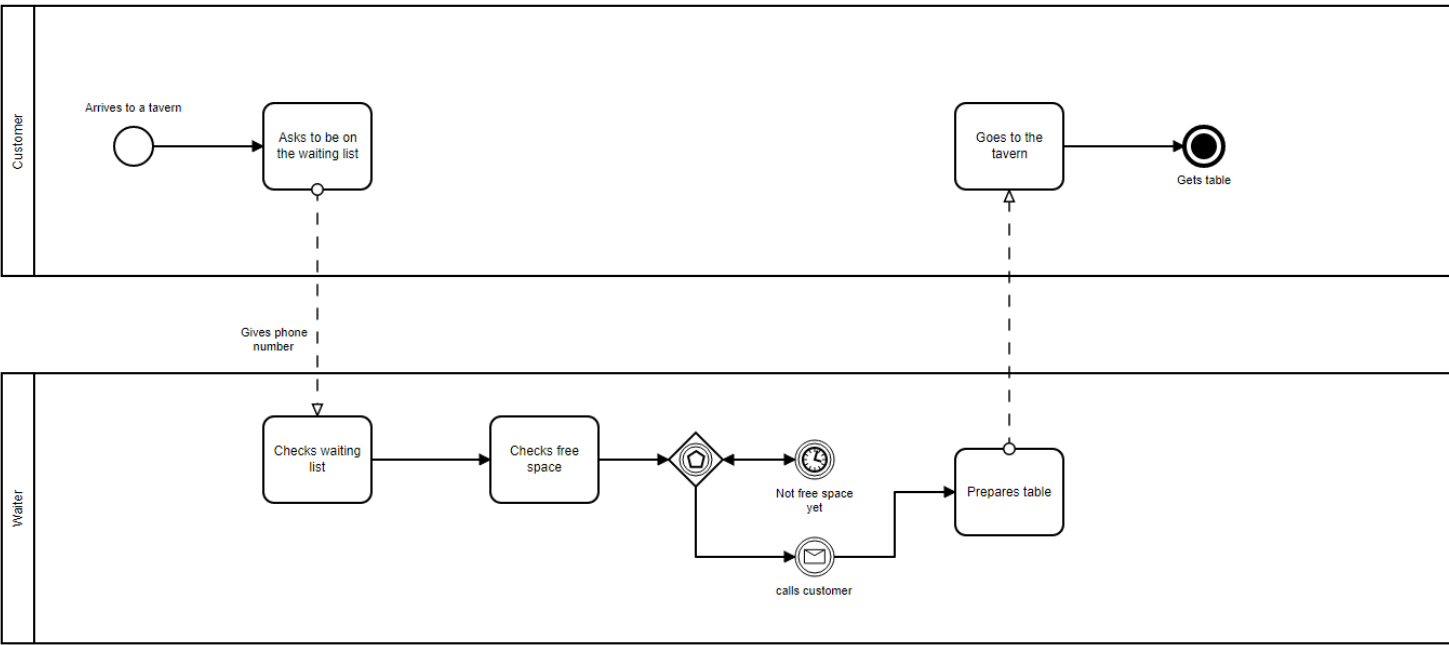 Customer
Arrives to a tavern
Asks to be on
the waiting list
Goes to the
tavern
Gets table
Gives phone
number
Waiter
Checks waiting
list
Checks free
space
Not free space
yet
calls customer
Prepares table